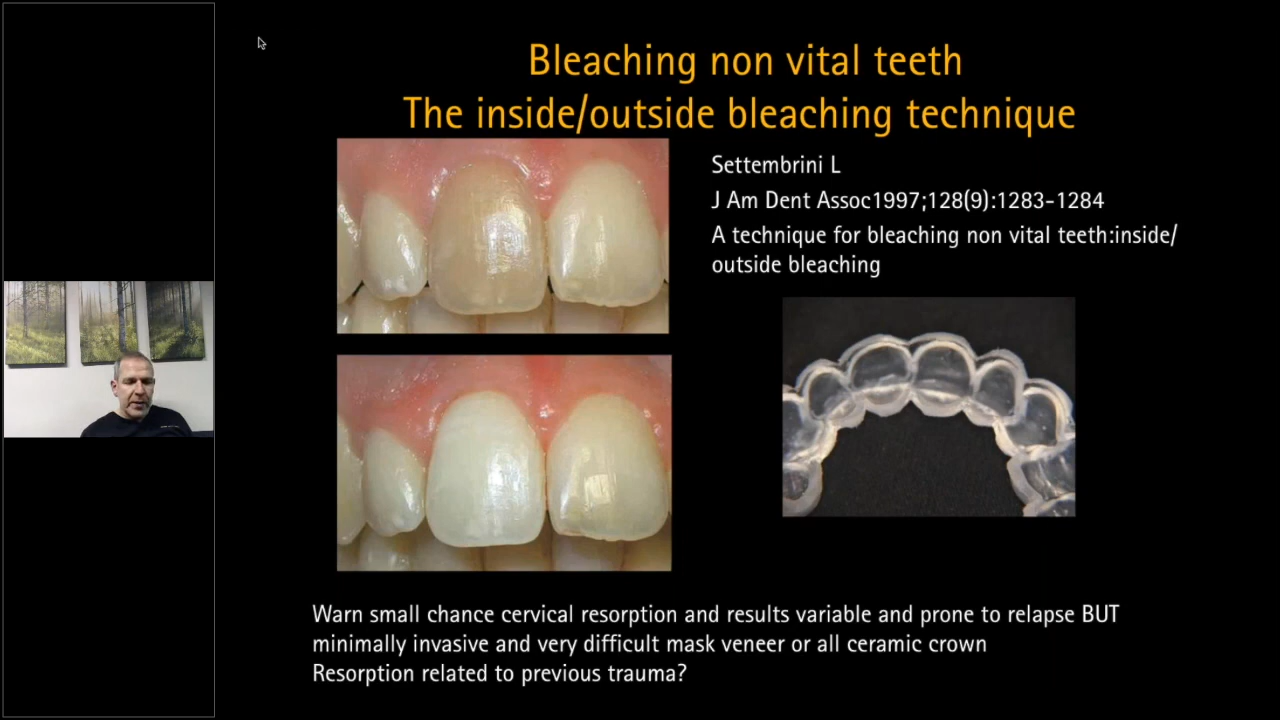 Bleaching non vital teeth
The inside/outside bleaching technique
Settembrini L
J Am Dent Assoc1997;128(9):1283-1284
A technique for bleaching non vital teeth:inside/
outside bleaching
Warn small chance cervical resorption and results variable and prone to relapse BUT
minimally invasive and very difficult mask veneer or all ceramic crown
Resorption related to previous trauma?